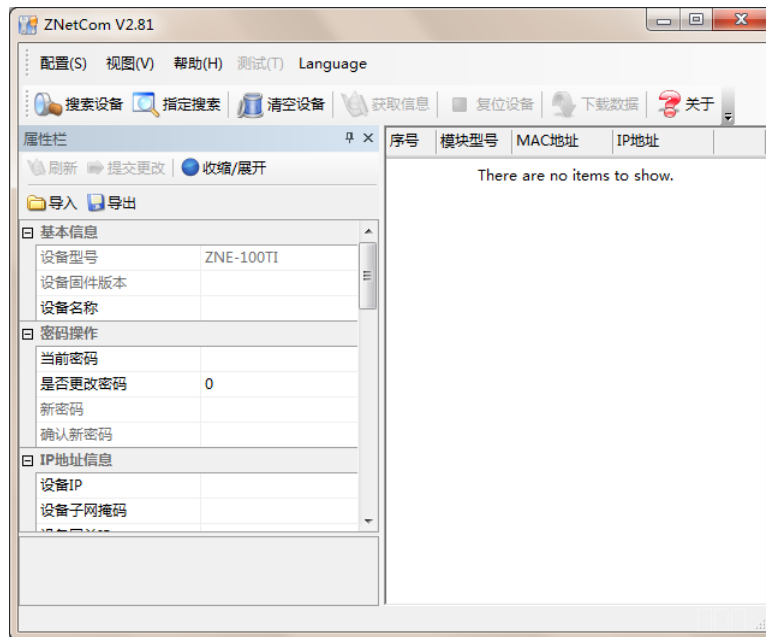 ZNetCom V2.81
配置(S) 视图(V) 帮助(H) 测试(T) Language
搜索设备 指定搜索 清空设备 获取信息 复位设备 下载数据 关于
属性栏
序号 模块型号 MAC地址 IP地址
刷新 提交更改 收缩/展开
There are no items to show.
导入 导出
基本信息
设备型号 ZNE-100TI
设备固件版本
设备名称
密码操作
当前密码
是否更改密码 0
新密码
确认新密码
IP地址信息
设备IP
设备子网掩码